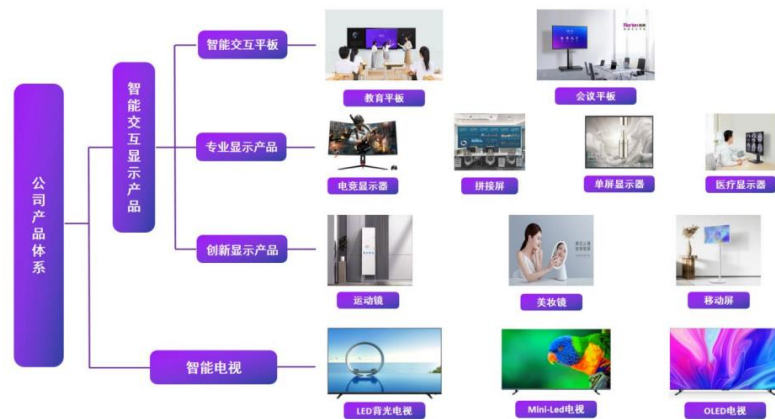 公司产品体系
智能交互显示产品
智能交互平板
教育平板
会议平板
专业显示产品
电竞显示器
拼接屏
单屏显示器
医疗显示器
创新显示产品
运动镜
美妆镜
移动屏
智能电视
LED背光电视
Mini-Led电视
OLED电视